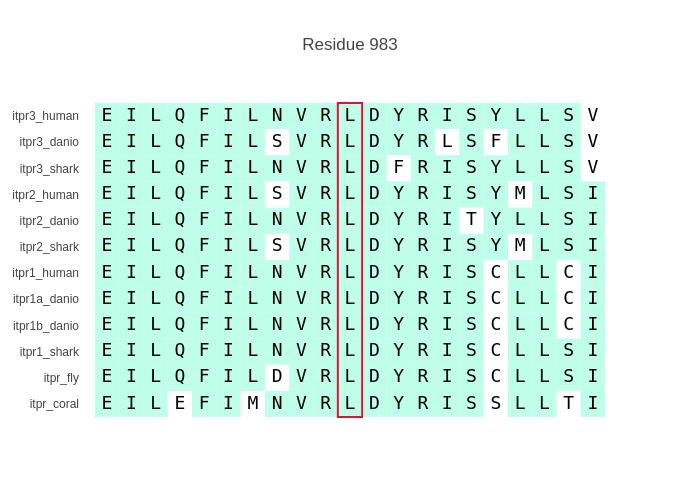 Residue 983
itpr3_human E I L Q F I L N V R L D Y R I S Y L L S V
itpr3_danio E I L Q F I L S V R L D Y R L S F L L S V
itpr3_shark E I L Q F I L N V R L D F R I S Y L L S V
itpr2_human E I L Q F I L S V R L D Y R I S Y M L S I
itpr2_danio E I L Q F I L N V R L D Y R I T Y L L S I
itpr2_shark E I L Q F I L S V R L D Y R I S Y M L S I
itpr1_human E I L Q F I L N V R L D Y R I S C L L C I
itpr1a_danio E I L Q F I L N V R L D Y R I S C L L C I
itpr1b_danio E I L Q F I L N V R L D Y R I S C L L C I
itpr1_shark E I L Q F I L N V R L D Y R I S C L L S I
itpr_fly E I L Q F I L D V R L D Y R I S C L L S I
itpr_coral E I L E F I M N V R L D Y R I S S L L T I